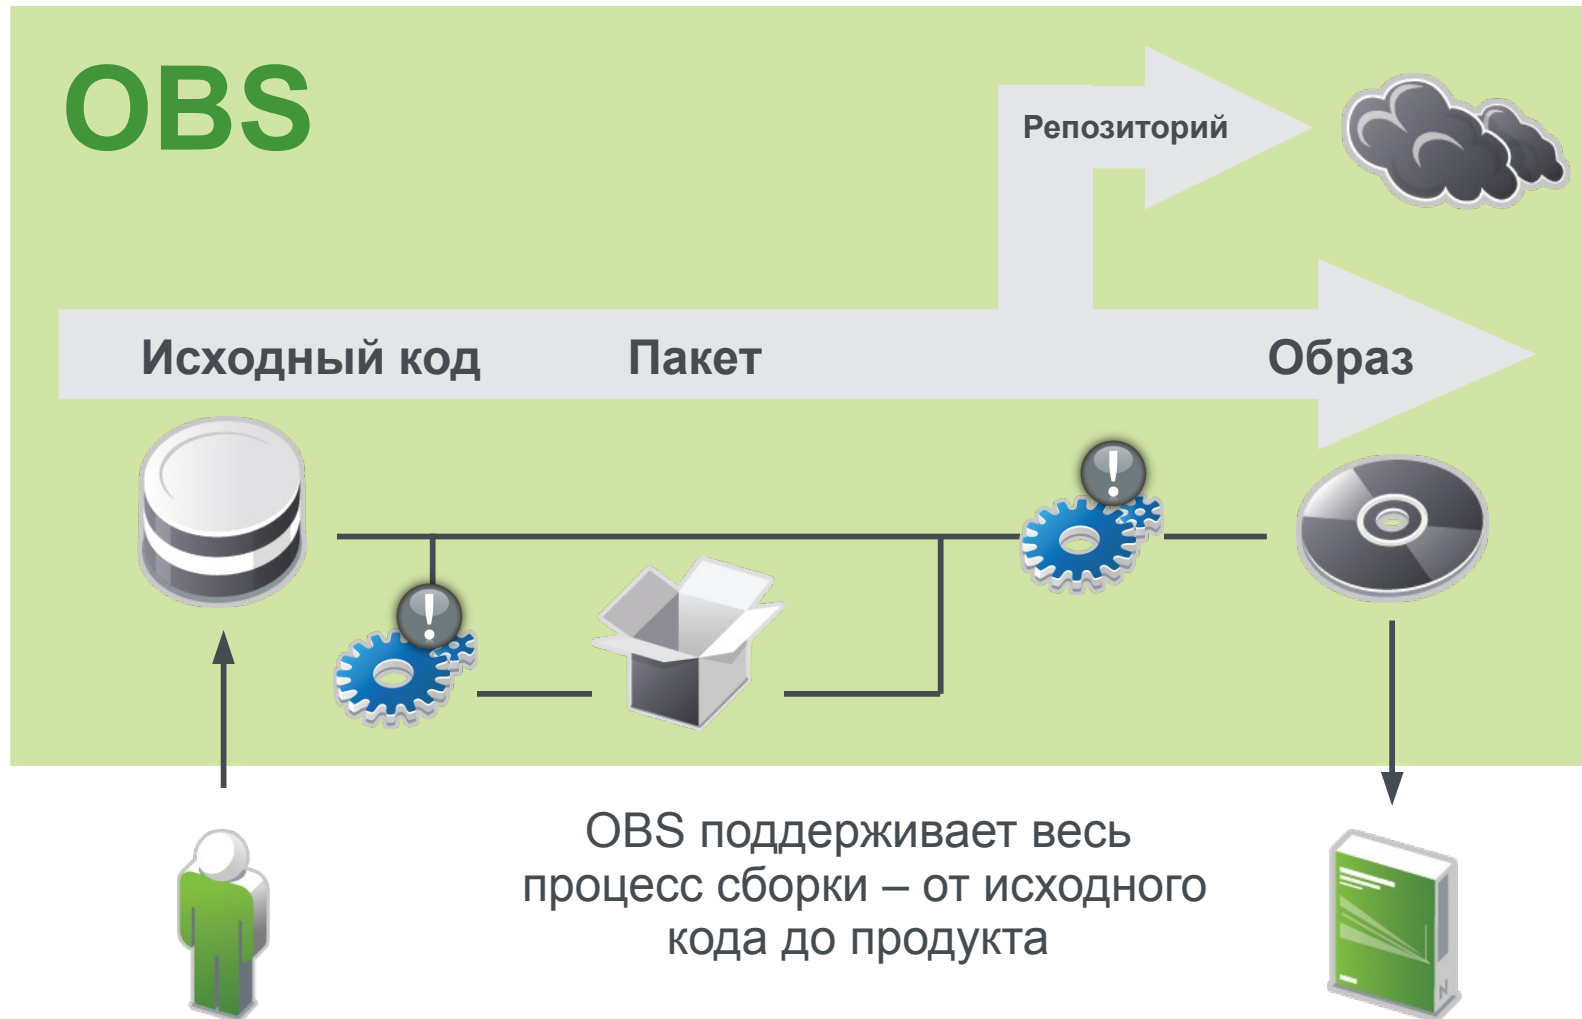 OBS
Репозиторий
Исходный код
Пакет
Образ
OBS поддерживает весь
процесс сборки – от исходного
кода до продукта
N